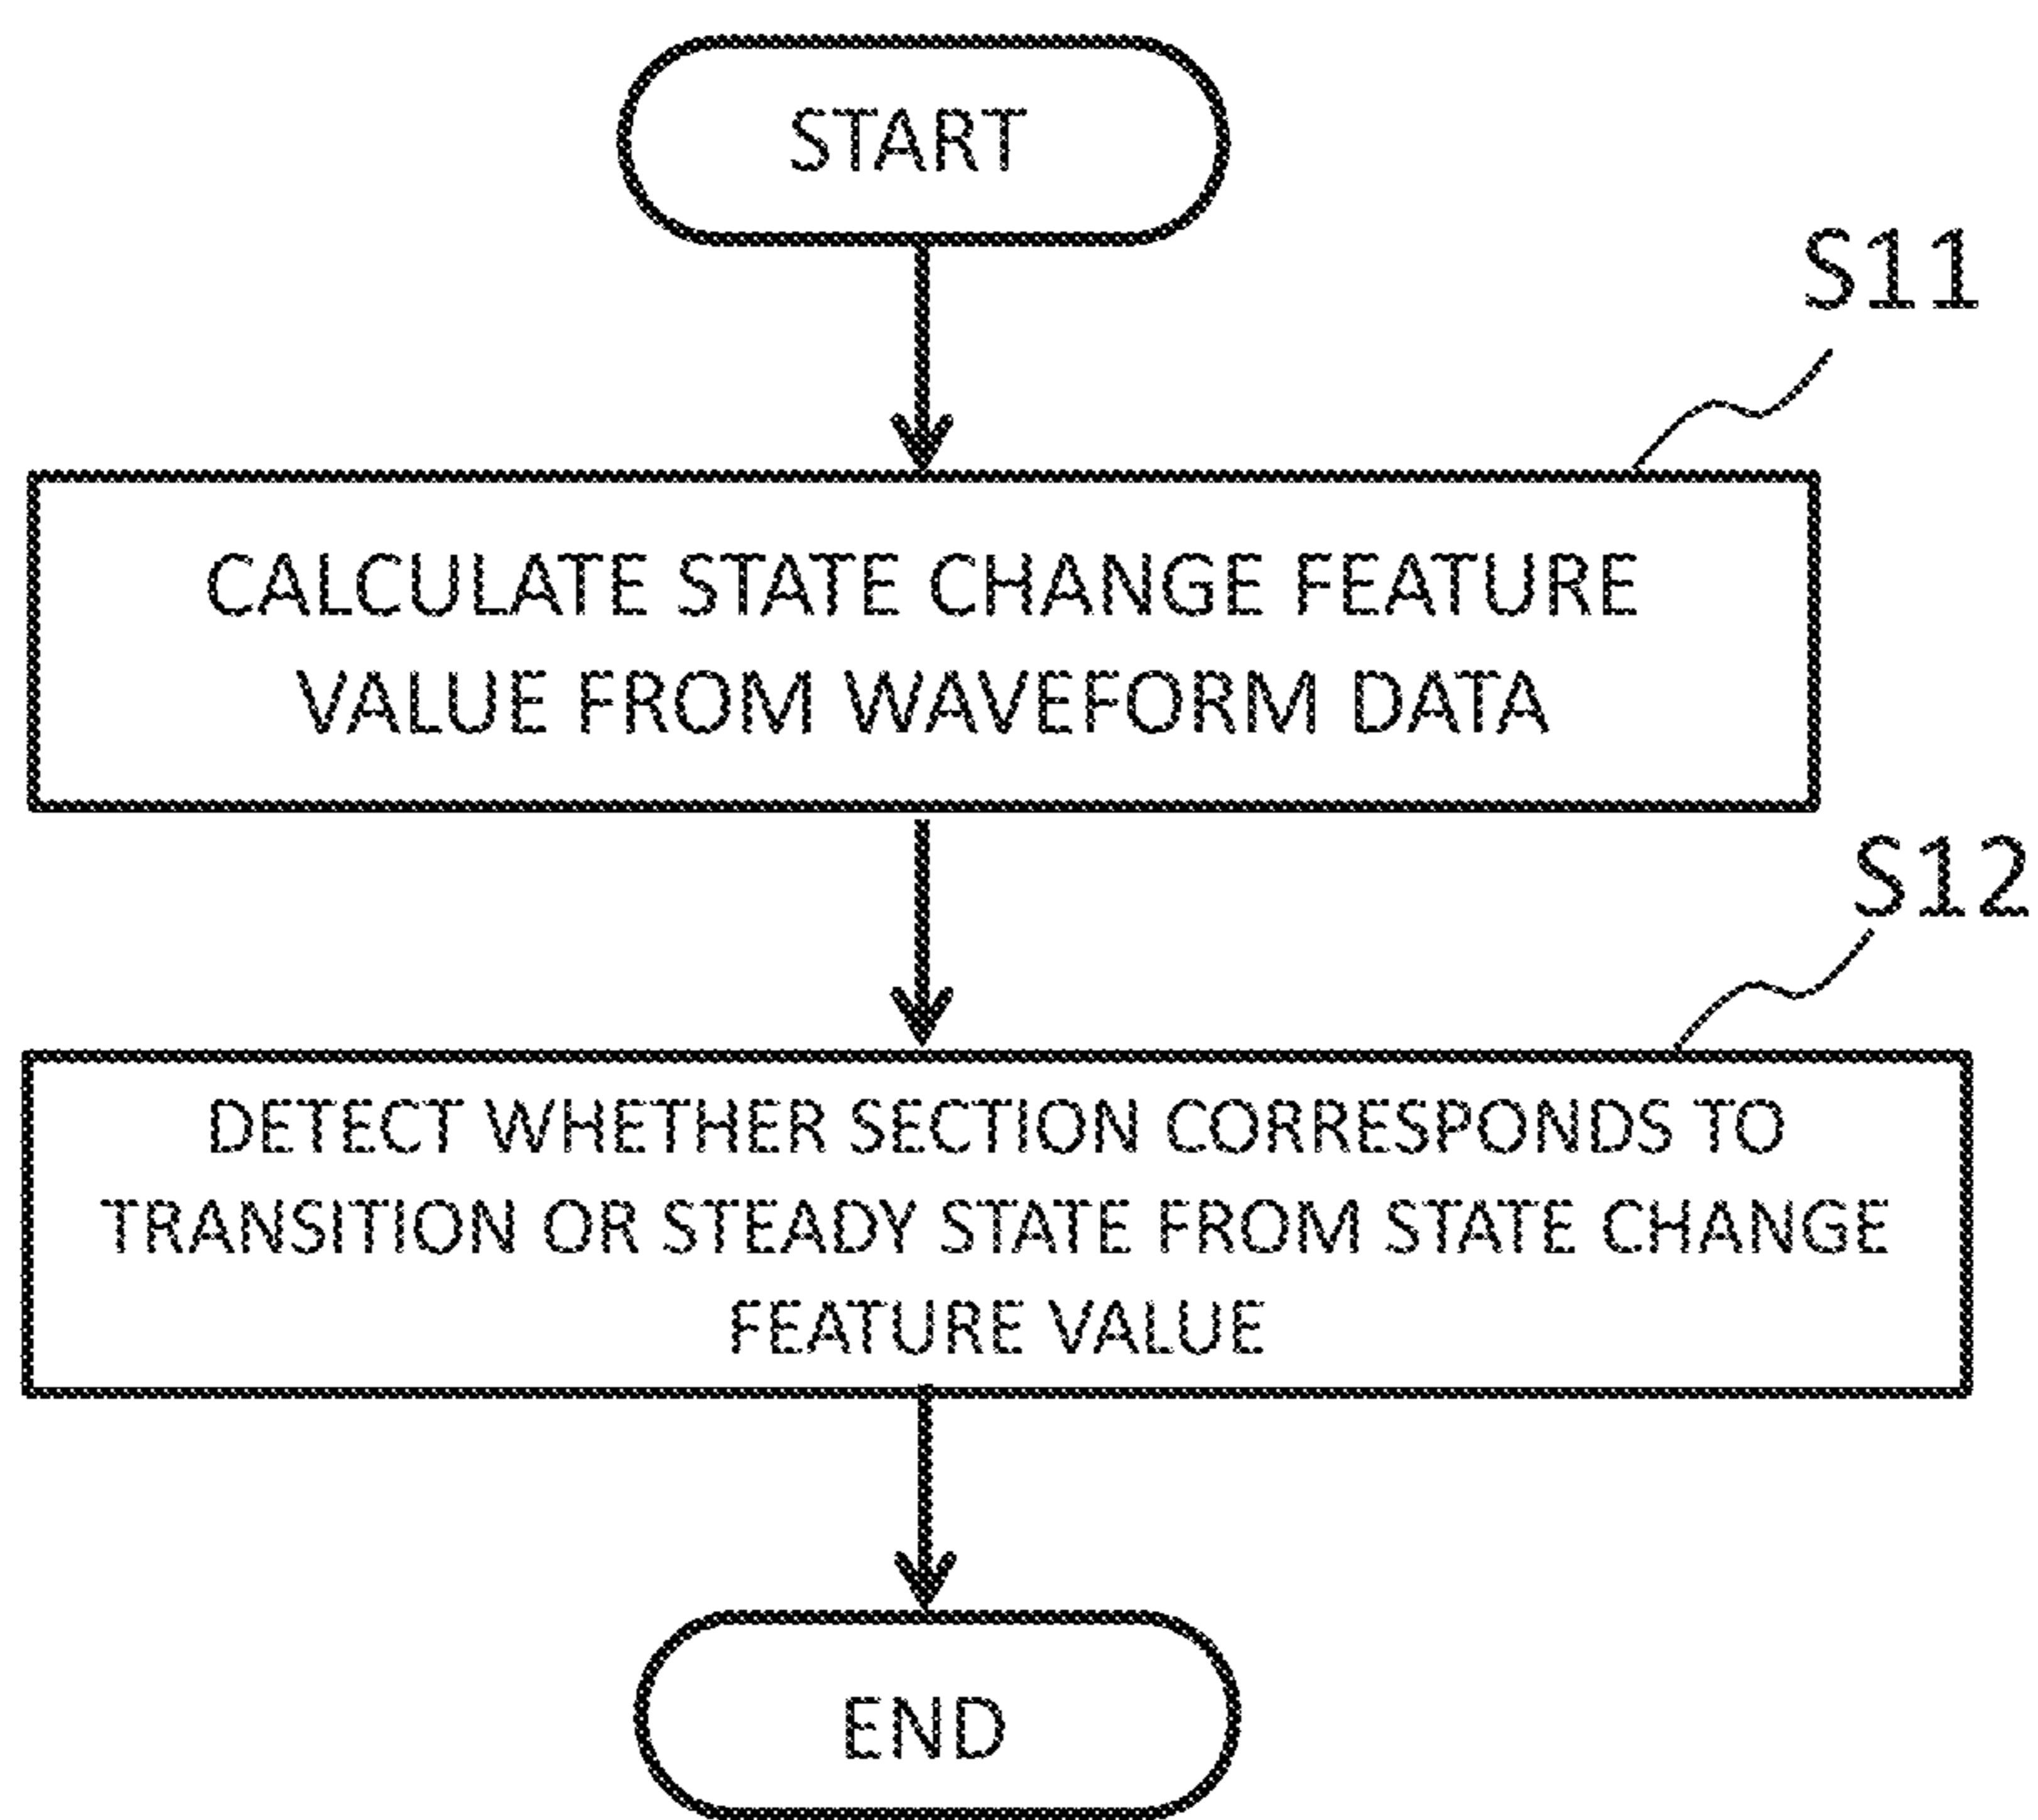 START
S11
CALCULATE STATE CHANGE FEATURE
VALUE FROM WAVEFORM DATA
S12
DETECT WHETHER SECTION CORRESPONDS TO
TRANSITION OR STEADY STATE FROM STATE CHANGE
FEATURE VALUE
END